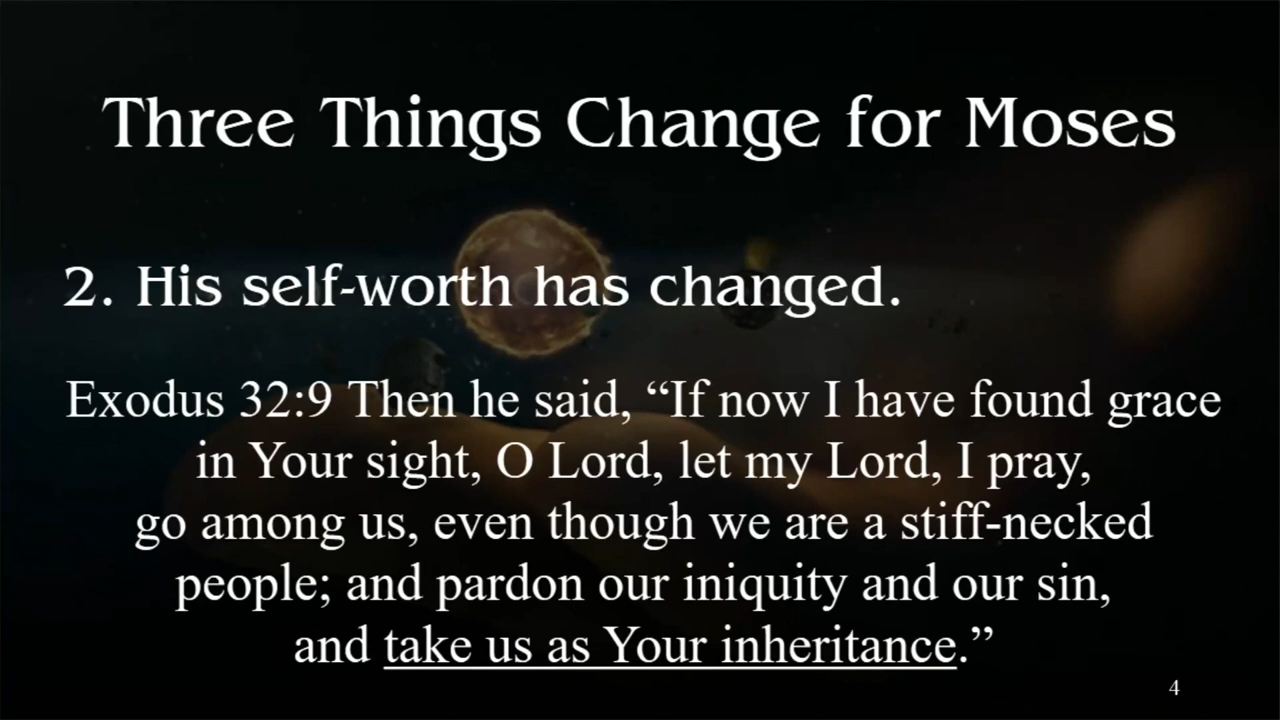 Three Things Change for Moses
2. His self-worth has changed.
Exodus 32:9 Then he said, “If now I have found grace
in Your sight, O Lord, let my Lord, I pray,
go among us, even though we are a stiff-necked
people; and pardon our iniquity and our sin,
and take us as Your inheritance.”
4